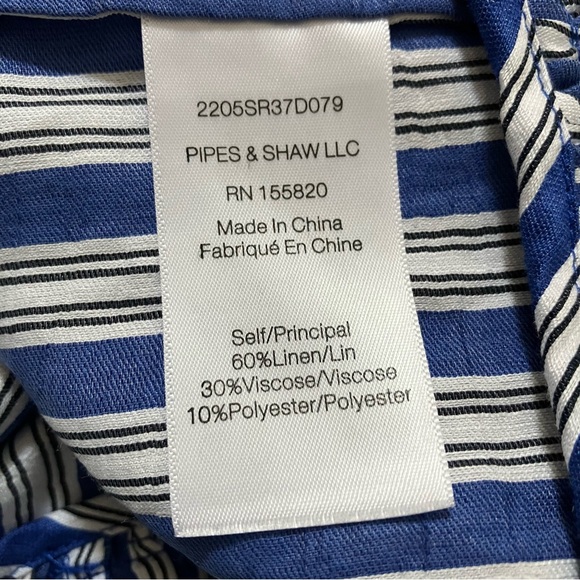 2205SR37D079
PIPES & SHAW LLC
RN 155820
Made In China
Fabriqué En Chine
Self/Principal
60%Linen/Lin
30%Viscose/Viscose
10%Polyester/Polyester